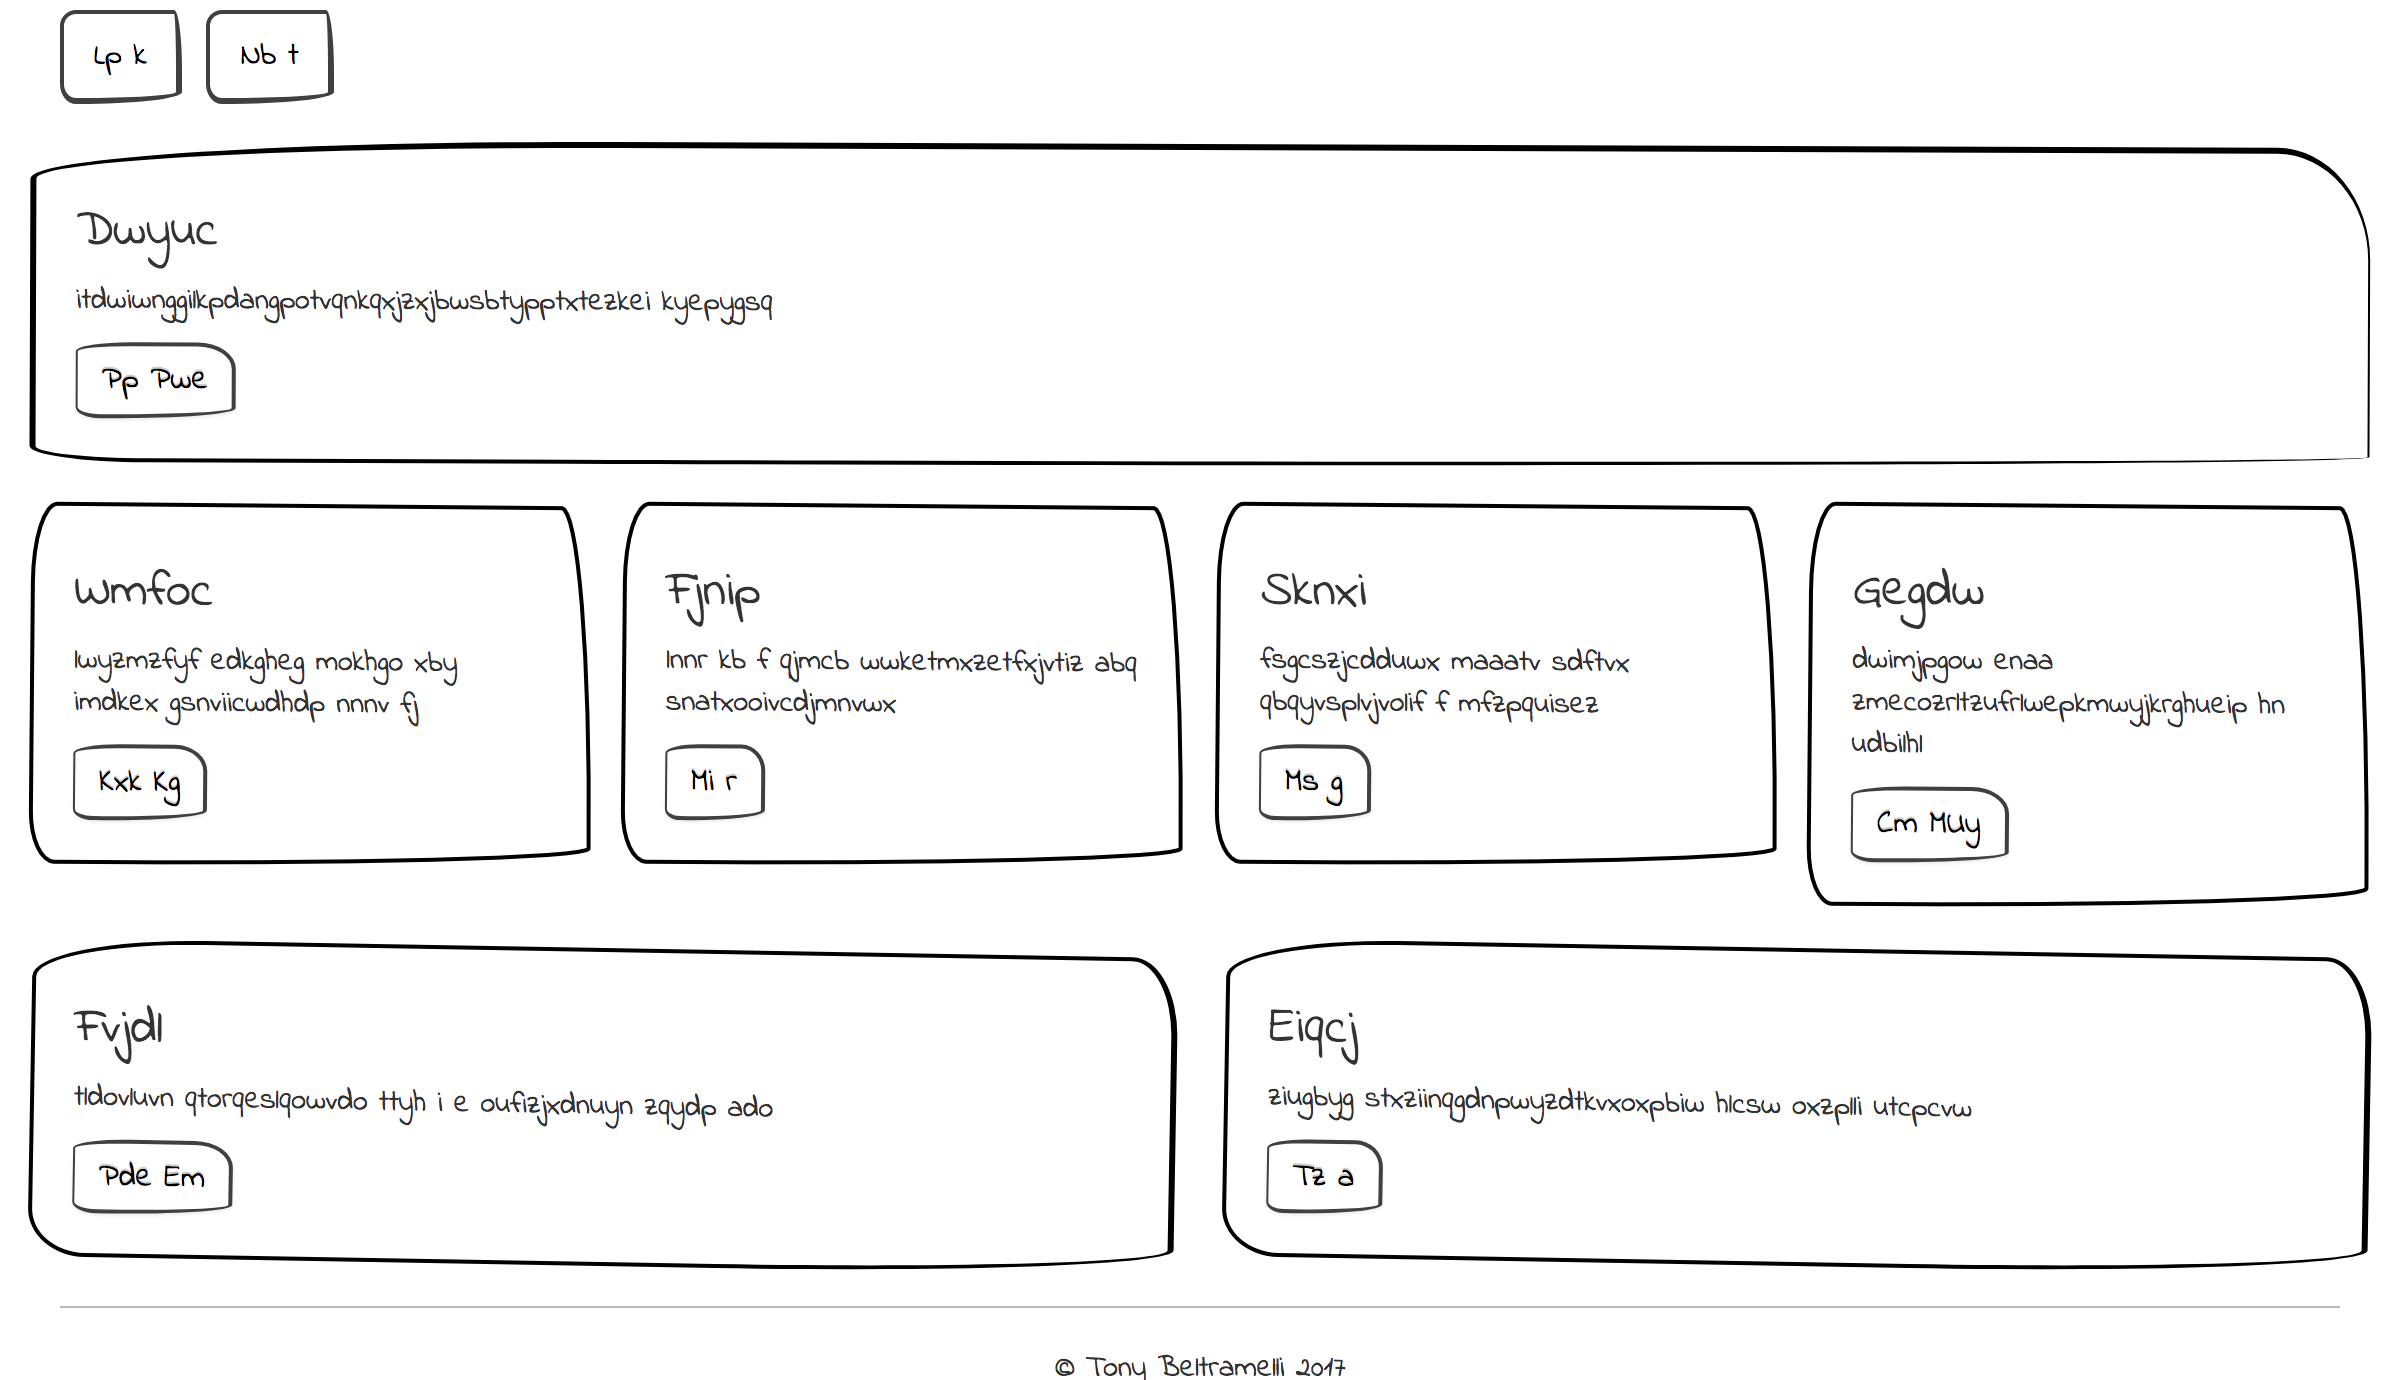 Lp k
Nb t
Dwyuc
itdwiwnggilkpdangpotvqnkqxjzxjbwsbtypptxtezkei kyepygsq
Pp Pwe
Wmfoc
lwyzmzfyf edkgheg mokhgo xby
imdkex gsnviicwdhdp nnnv fj
Kxk Kg
Fjnip
lnnr kb f qjmcb wwketmxzetfxjvtiz abq
snatxooivcdjmnvwx
Mi r
Sknxi
fsgcszjcdduwx maaatv sdftvx
qbqyvsplvjvolif f mfzpquisez
Ms g
Gegdw
dwimjpgow enaa
zmecozrltzufrlwepkmwyjkrghueip hn
udbilhl
Cm MUy
Fvjdl
tldovluvn qtorqeslqowvdo ttyh i e oufizjxdnuyn zqydp ado
Pde Em
Eiqcj
ziugbyg stxziinqgdnpwyzdtkvxoxpbiw hlcsw oxzplli utcpcvw
Tz a
© Tony Beltramelli 2017